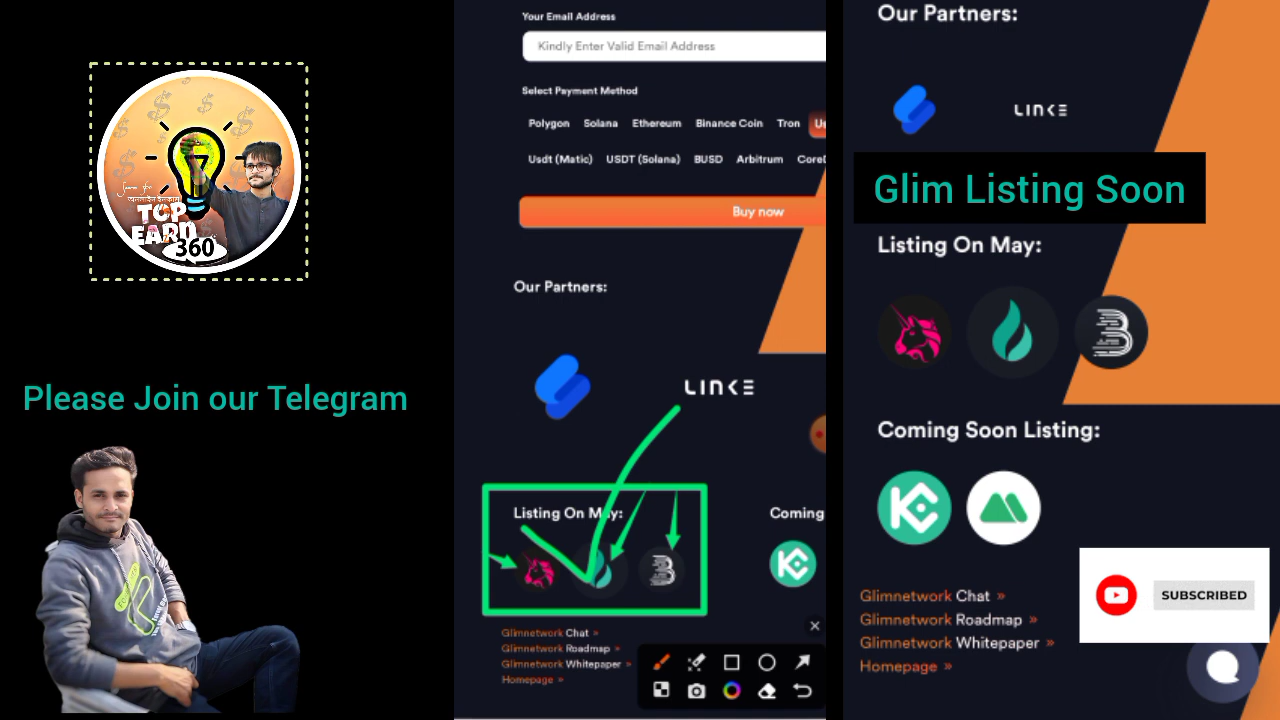 TOP
EARN
360
Please Join our Telegram
Your Email Address
Kindly Enter Valid Email Address
Select Payment Method
Polygon Solana Ethereum Binance Coin Tron
Usdt (Matic) USDT (Solana) BUSD Arbitrum
Buy now
Our Partners:
LINKE
Listing On May:
Coming
Glimnetwork Chat »
Glimnetwork Roadmap »
Glimnetwork Whitepaper »
Homepage »
Our Partners:
LINKE
Glim Listing Soon
Listing On May:
Coming Soon Listing:
Glimnetwork Chat »
Glimnetwork Roadmap »
Glimnetwork Whitepaper »
Homepage »
SUBSCRIBED